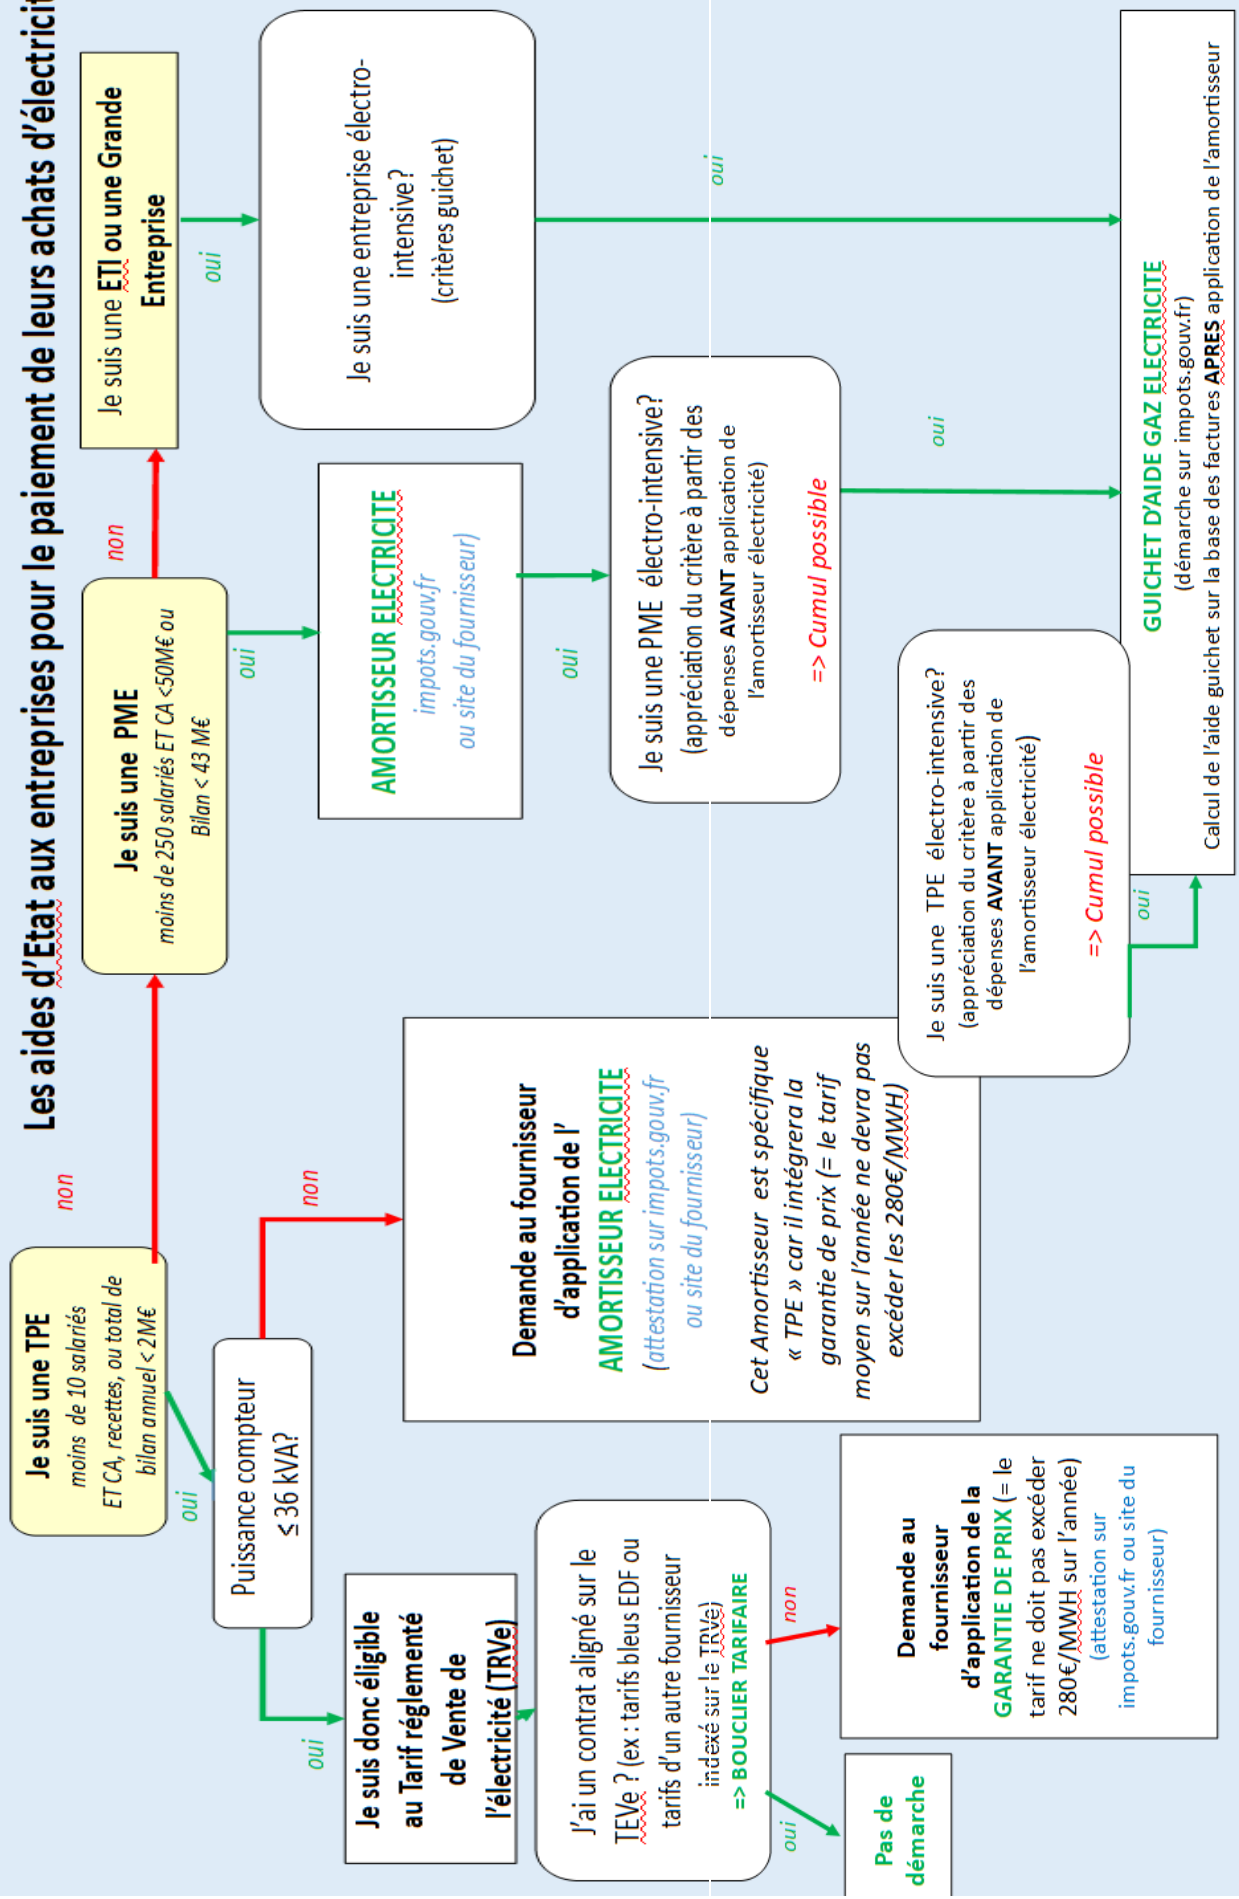 Les aides d'Etat aux entreprises pour le paiement de leurs achats d'électricit
Je suis une TPE
moins de 10 salariés
ET CA, recettes, ou total de
bilan annuel < 2M€
non
Je suis une PME
moins de 250 salariés ET CA <50M€ ou
Bilan < 43 M€
non
Je suis une ETI ou une Grande
Entreprise
oui
Puissance compteur
≤ 36 kVA?
oui
non
oui
oui
Je suis donc éligible
au Tarif réglementé
de Vente de
l'électricité (TRVe)
Demande au fournisseur
d'application de l'
AMORTISSEUR ELECTRICITE
(attestation sur impots.gouv.fr
ou site du fournisseur)
Cet Amortisseur est spécifique
« TPE » car il intégrera la
garantie de prix (= le tarif
moyen sur l'année ne devra pas
excéder les 280€/MWH)
AMORTISSEUR ELECTRICITE
impots.gouv.fr
ou site du fournisseur)
oui
Je suis une entreprise électro-
intensive?
(critères guichet)
oui
J'ai un contrat aligné sur le
TEVe ? (ex : tarifs bleus EDF ou
tarifs d'un autre fournisseur
indexé sur le TRVe)
=> BOUCLIER TARIFAIRE
oui
non
Je suis une PME électro-intensive?
(appréciation du critère à partir des
dépenses AVANT application de
l'amortisseur électricité)
=> Cumul possible
oui
Pas de
démarche
Demande au
fournisseur
d'application de la
GARANTIE DE PRIX (= le
tarif ne doit pas excéder
280€/MWH sur l'année)
(attestation sur
impots.gouv.fr ou site du
fournisseur)
Je suis une TPE électro-intensive?
(appréciation du critère à partir des
dépenses AVANT application de
l'amortisseur électricité)
=> Cumul possible
oui
GUICHET D'AIDE GAZ ELECTRICITE
(démarche sur impots.gouv.fr)
Calcul de l'aide guichet sur la base des factures APRES application de l'amortisseur